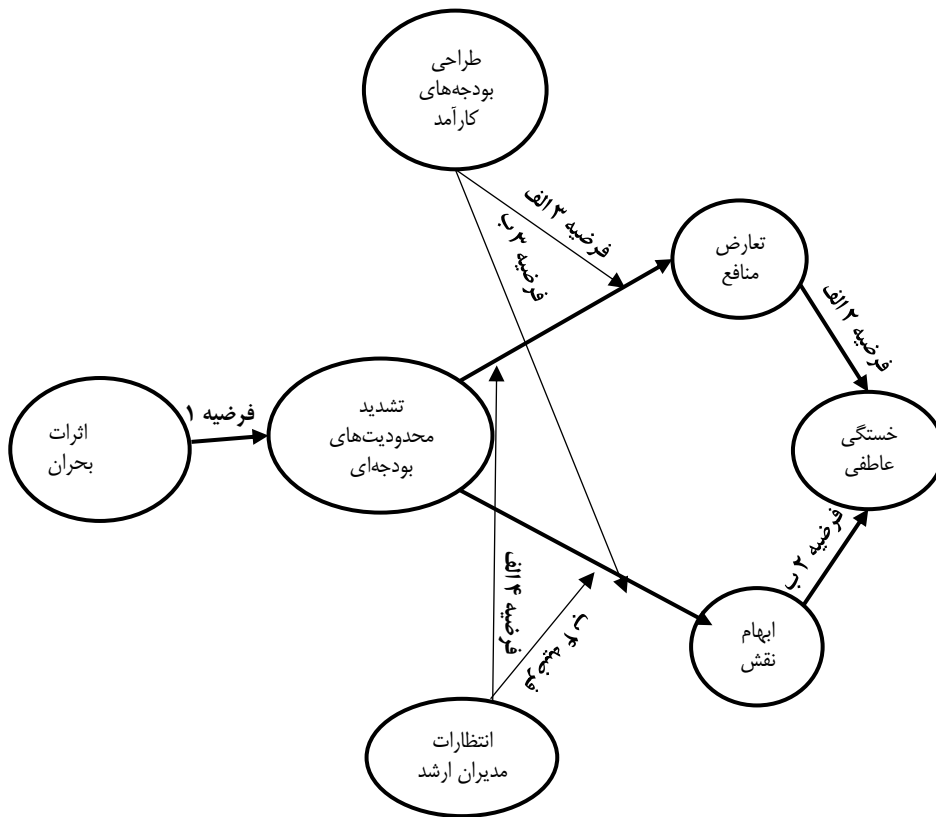 طراحی
بودجه‌های
کارآمد
فرضیه ۳ الف
فرضیه ۳ ب
تعارض
منافع
فرضیه ۲ الف
اثرات
بحران
فرضیه ۱
تشدید
محدودیت‌های
بودجه‌ای
خستگی
عاطفی
فرضیه ۲ ب
فرضیه ۴ الف
فرضیه ۴ ب
ابهام
نقش
انتظارات
مدیران ارشد